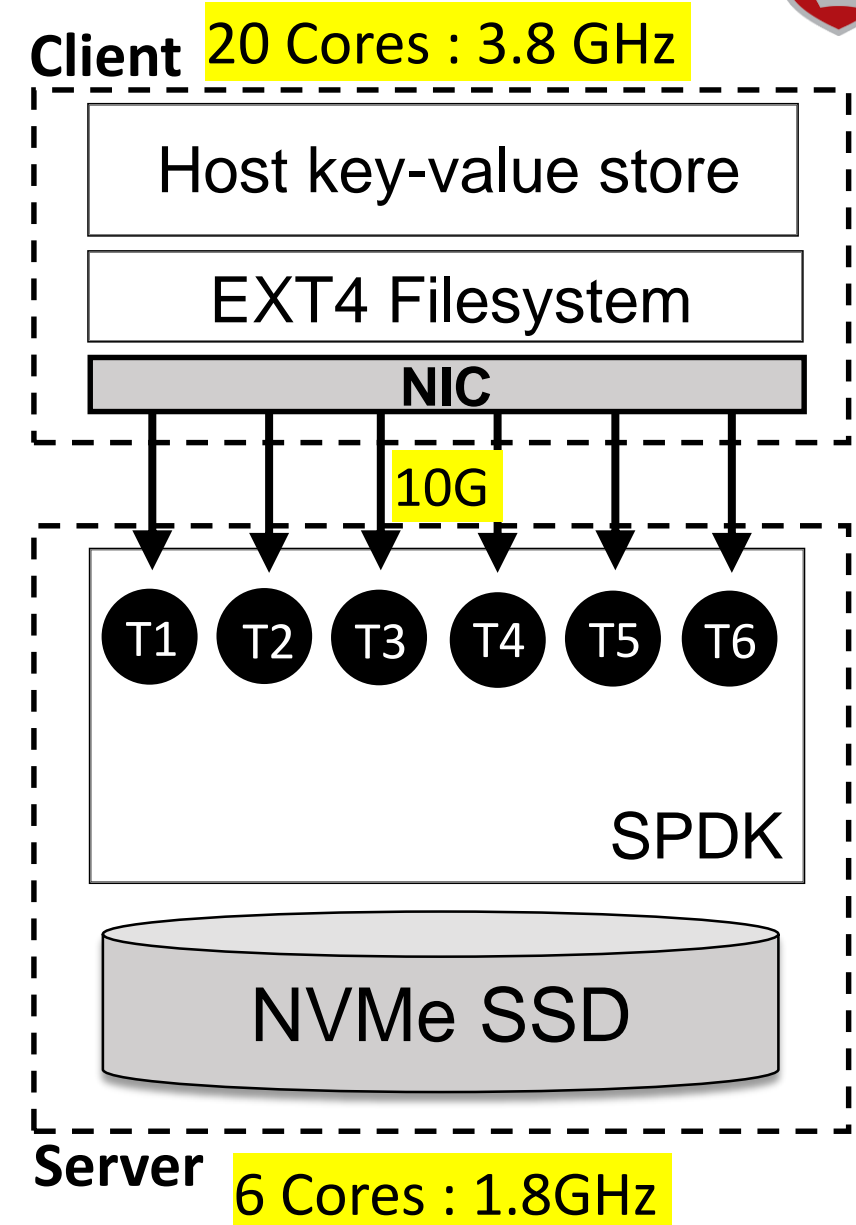 Client 20 Cores : 3.8 GHz
Host key-value store
EXT4 Filesystem
NIC
10G
T1 T2 T3 T4 T5 T6
SPDK
NVMe SSD
Server 6 Cores : 1.8GHz